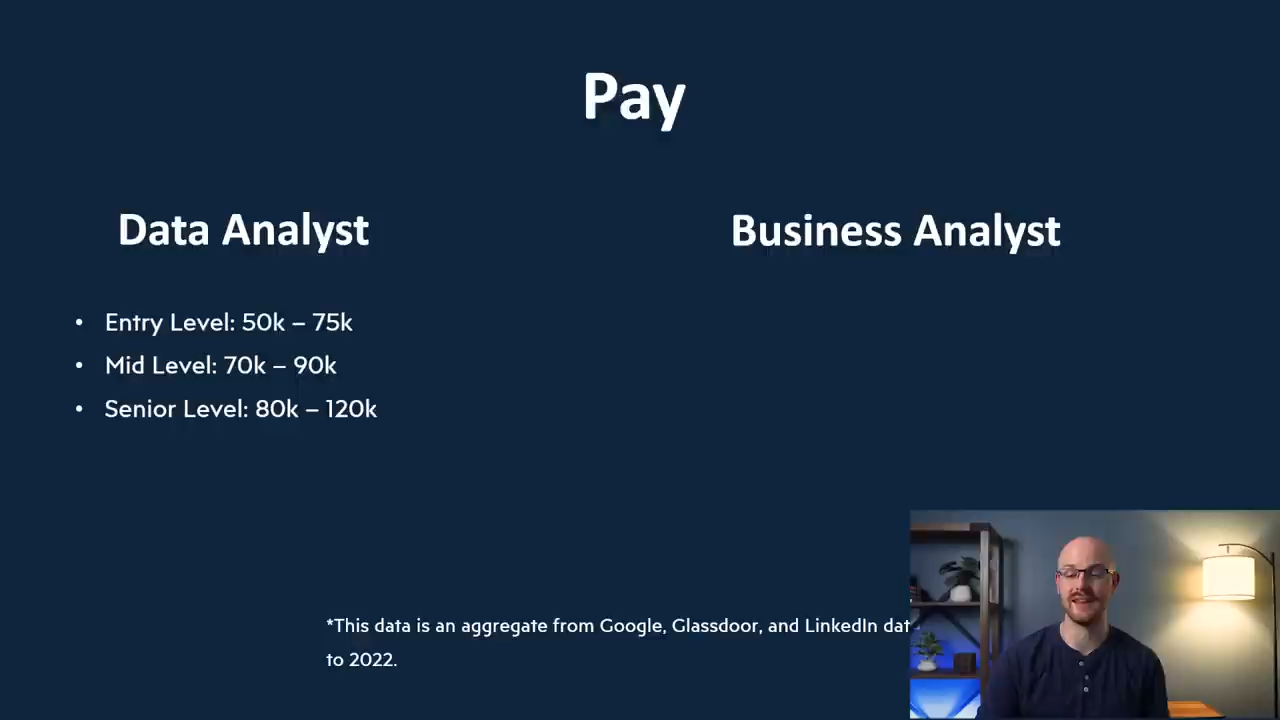 Pay
Data Analyst
Business Analyst
• Entry Level: 50k – 75k
• Mid Level: 70k – 90k
• Senior Level: 80k – 120k
*This data is an aggregate from Google, Glassdoor, and LinkedIn
to 2022.